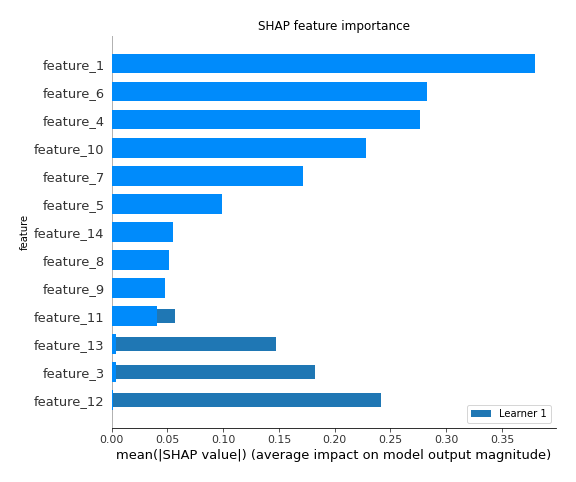 SHAP feature importance
feature_1
feature_6
feature_4
feature_10
feature_7
feature_5
feature_14
feature_8
feature_9
feature_11
feature_13
feature_3
feature_12
feature
Learner 1
0.00 0.05 0.10 0.15 0.20 0.25 0.30 0.35
mean(|SHAP value|) (average impact on model output magnitude)